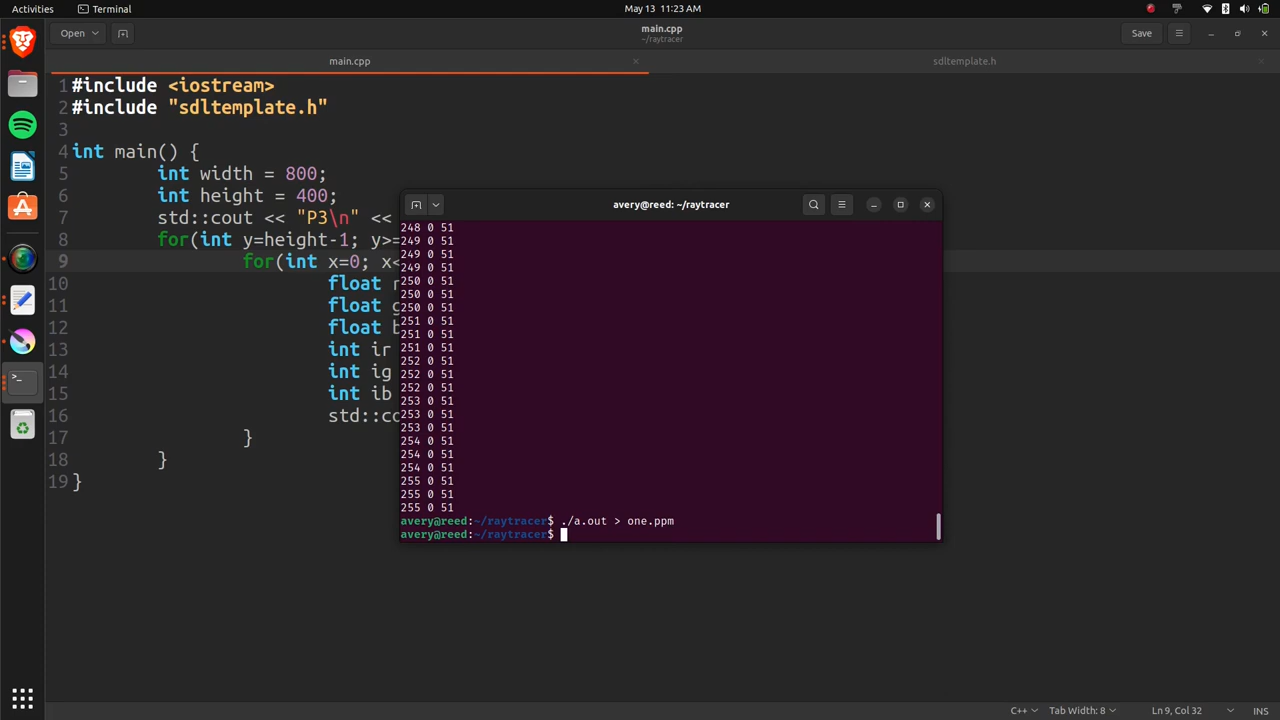 Activities
Terminal
May 13 11:23 AM
Open
main.cpp
~/raytracer
Save
main.cpp
sdltemplate.h
1 #include <iostream>
2 #include "sdltemplate.h"
3
4 int main() {
5 int width = 800;
6 int height = 400;
7 std::cout << "P3\n" <<
8 for(int y=height-1; y>=
9 for(int x=0; x<
10 float r
11 float g
12 float b
13 int ir
14 int ig
15 int ib
16 std::co
17 }
18 }
19 }
avery@reed: ~/raytracer
248 0 51
249 0 51
249 0 51
249 0 51
250 0 51
250 0 51
250 0 51
251 0 51
251 0 51
251 0 51
252 0 51
252 0 51
252 0 51
253 0 51
253 0 51
253 0 51
254 0 51
254 0 51
254 0 51
255 0 51
255 0 51
255 0 51
avery@reed:~/raytracer$ ./a.out > one.ppm
avery@reed:~/raytracer$
C++
Tab Width: 8
Ln 9, Col 32
INS